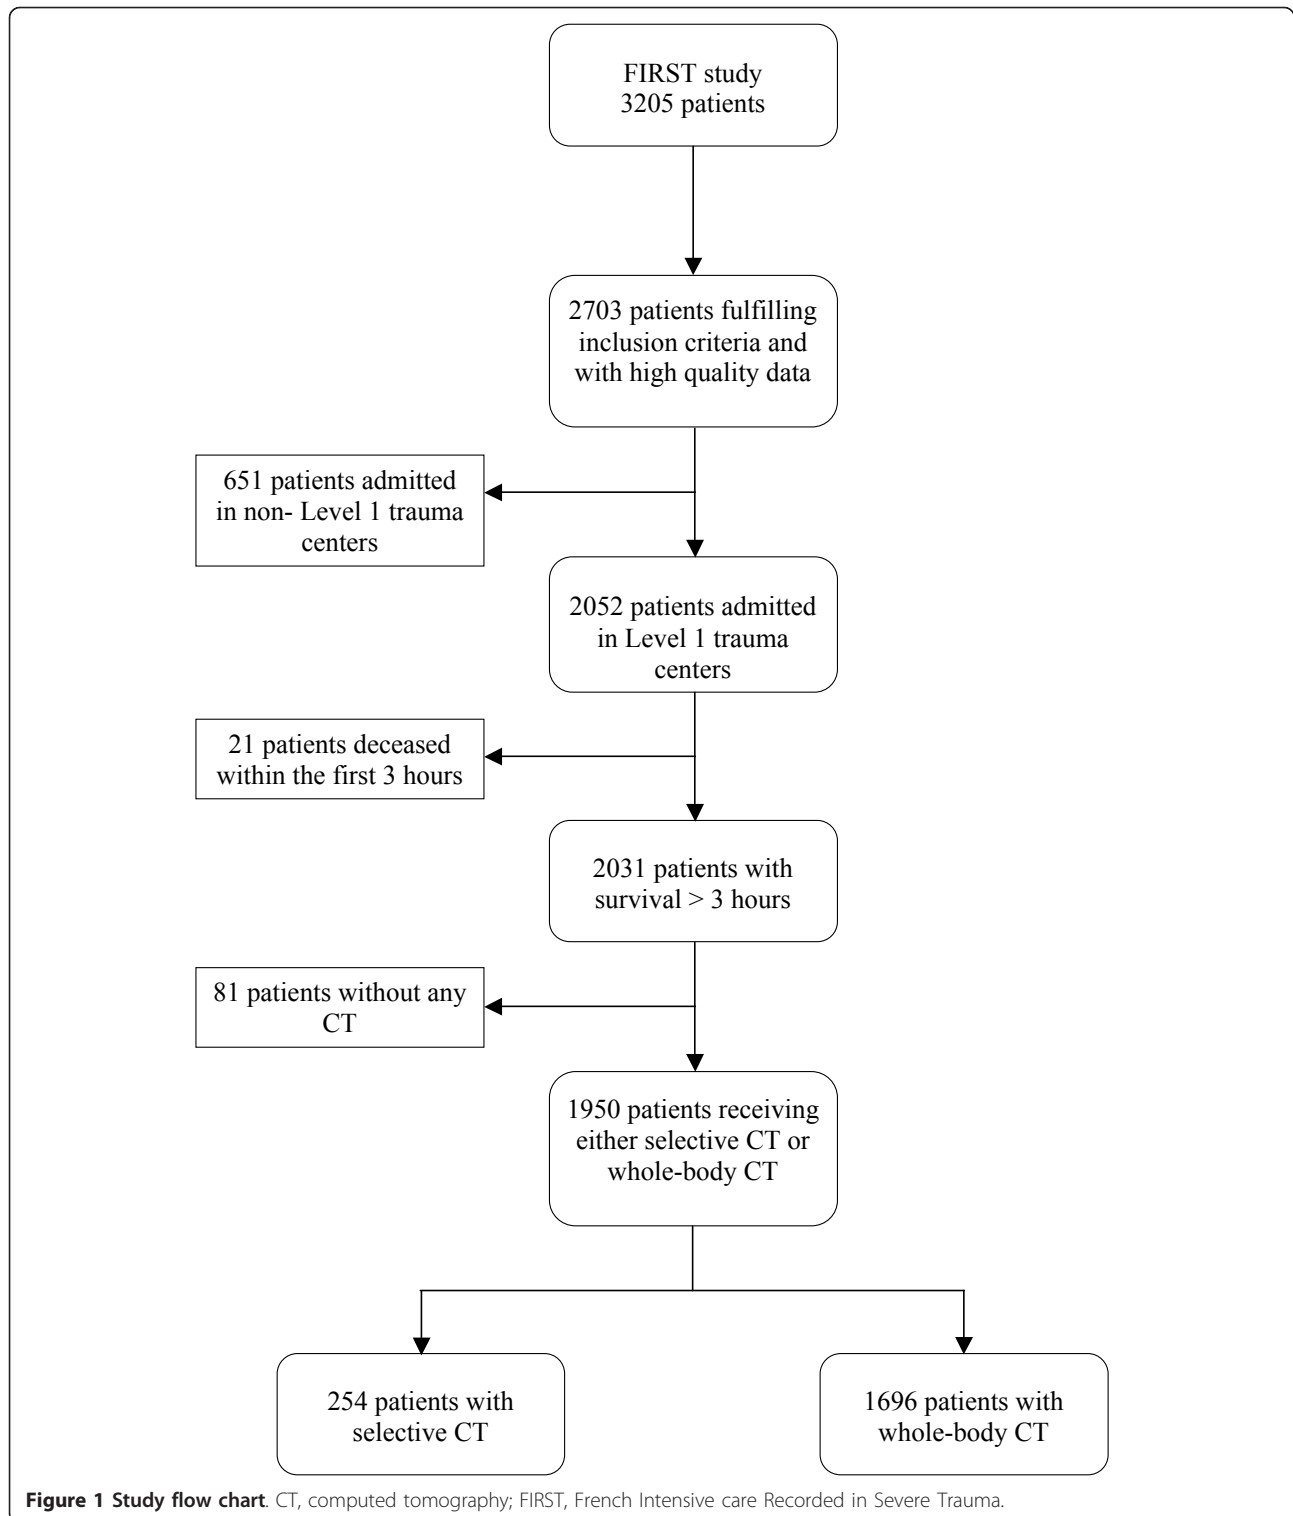 FIRST study
3205 patients
2703 patients fulfilling
inclusion criteria and
with high quality data
651 patients admitted
in non- Level 1 trauma
centers
2052 patients admitted
in Level 1 trauma
centers
21 patients deceased
within the first 3 hours
2031 patients with
survival > 3 hours
81 patients without any
CT
1950 patients receiving
either selective CT or
whole-body CT
254 patients with
selective CT
1696 patients with
whole-body CT
Figure 1 Study flow chart. CT, computed tomography; FIRST, French Intensive care Recorded in Severe Trauma.